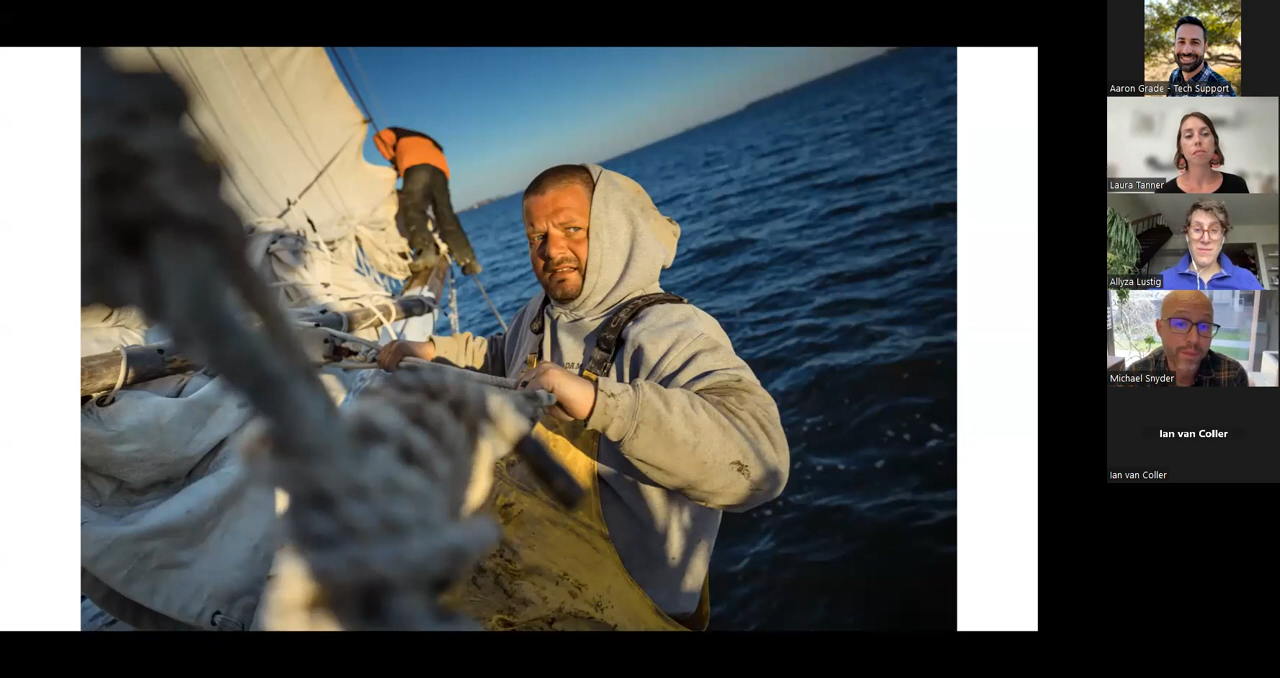 Aaron Grade - Tech Support
Laura Tanner
Allyza Lustig
Michael Snyder
Ian van Coller
Ian van Coller